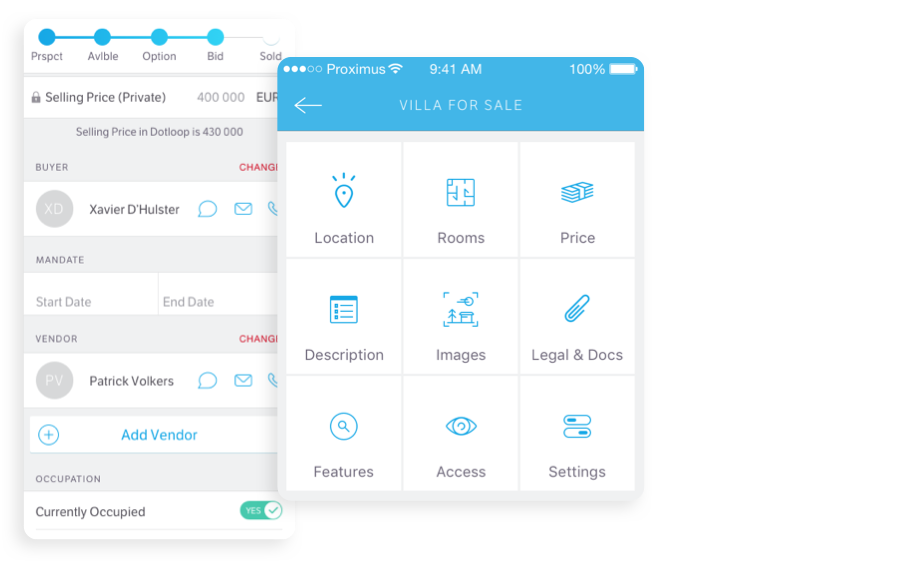 Prspct Avlble Option Bid Sold
Selling Price (Private) 400 000 EUR
Selling Price in Dotloop is 430 000
BUYER CHANGE
XD Xavier D'Hulster
MANDATE
Start Date End Date
VENDOR CHANGE
PV Patrick Volkers
Add Vendor
OCCUPATION
Currently Occupied YES
Proximus 9:41 AM 100%
VILLA FOR SALE
Location Rooms Price
Description Images Legal & Docs
Features Access Settings